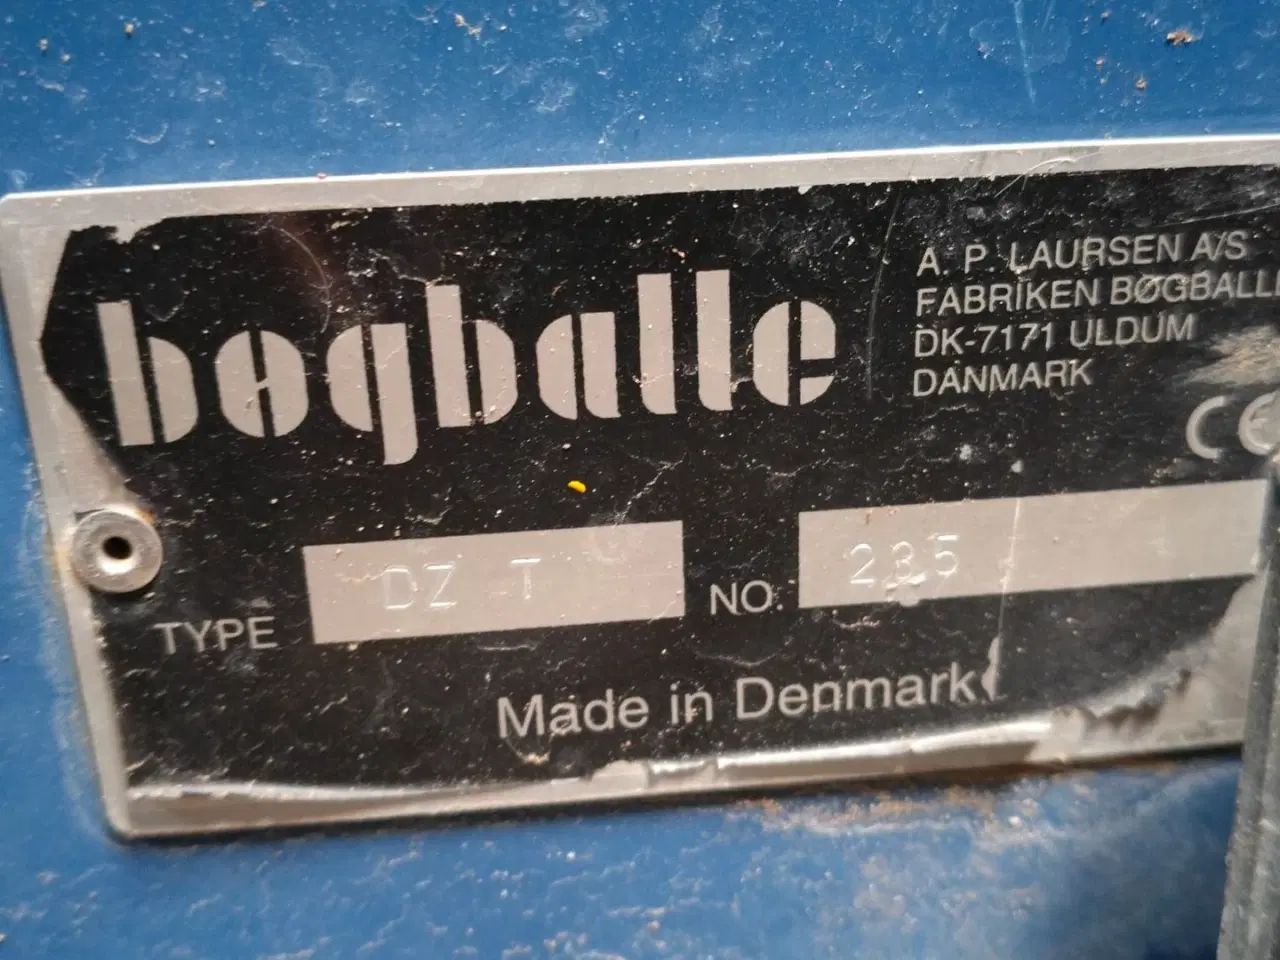 bøgballe
A. P. LAURSEN A/S
FABRIKEN BØGBALLE
DK-7171 ULDUM
DANMARK
CE
TYPE DZ T NO. 235
Made in Denmark